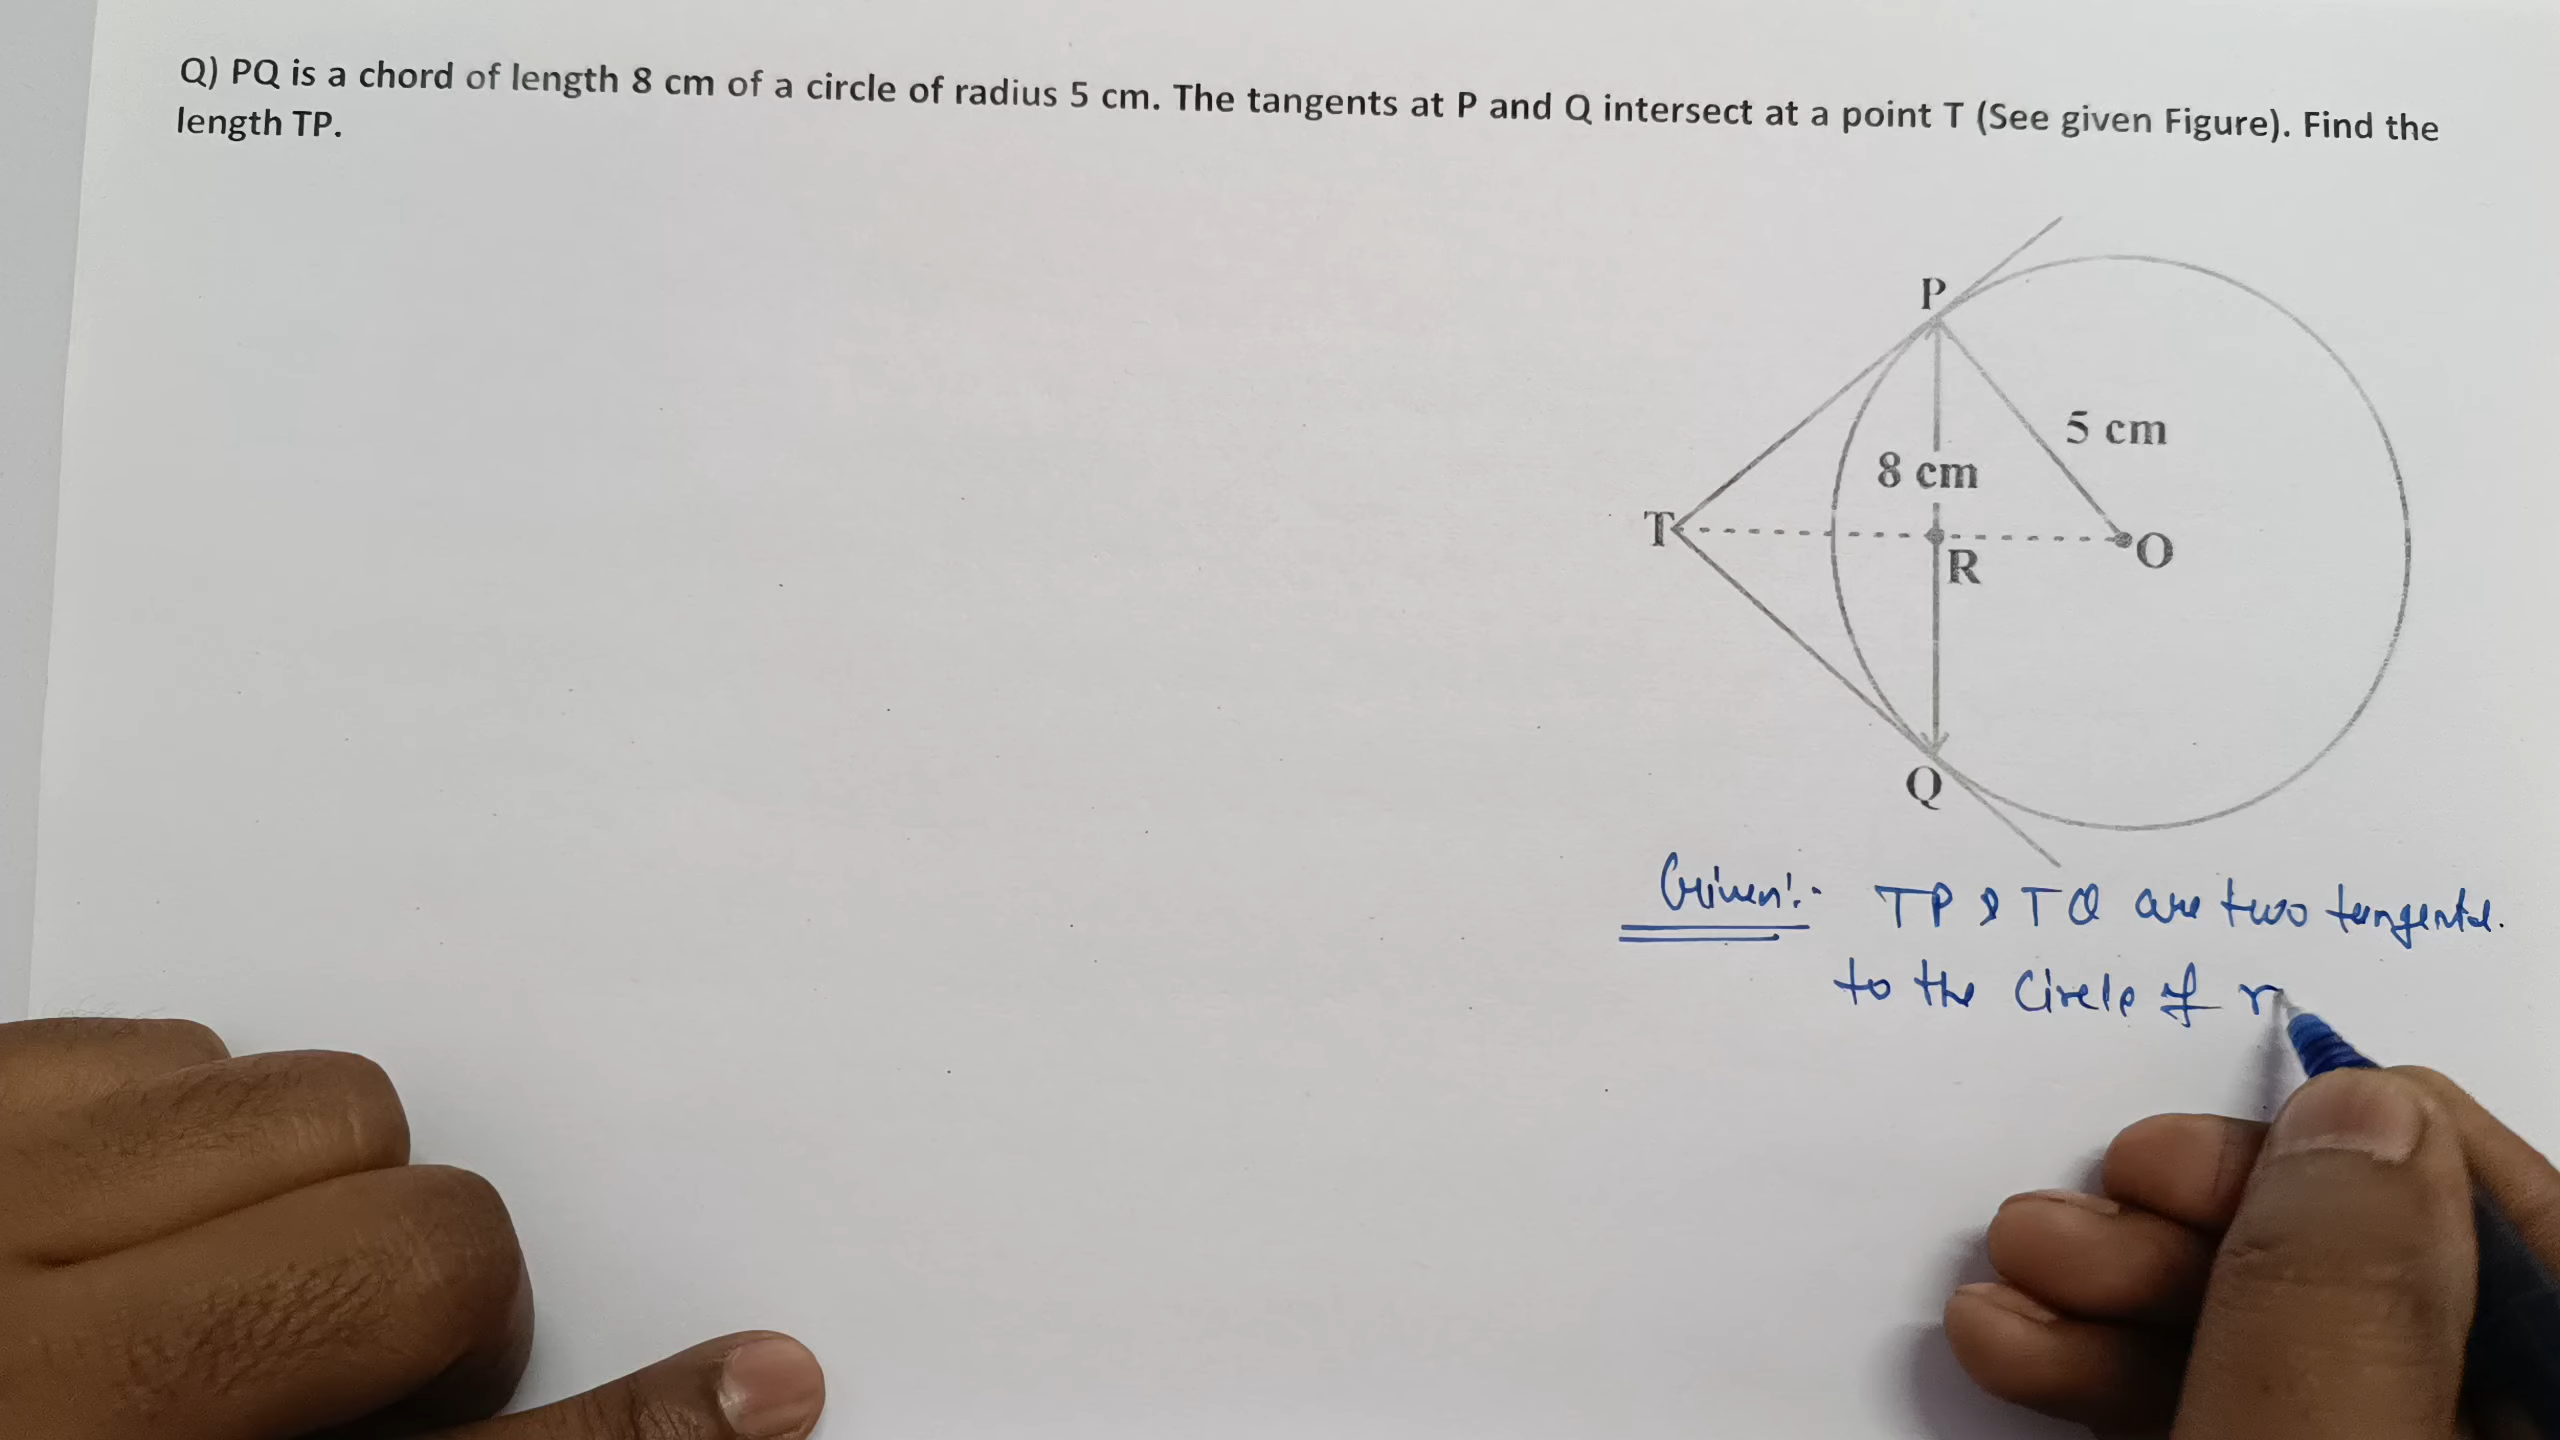 Q) PQ is a chord of length 8 cm of a circle of radius 5 cm. The tangents at P and Q intersect at a point T (See given Figure). Find the
length TP.
P
5 cm
8 cm
T
R
O
Q
Given:- TP & TQ are two tangents.
to the Circle of r